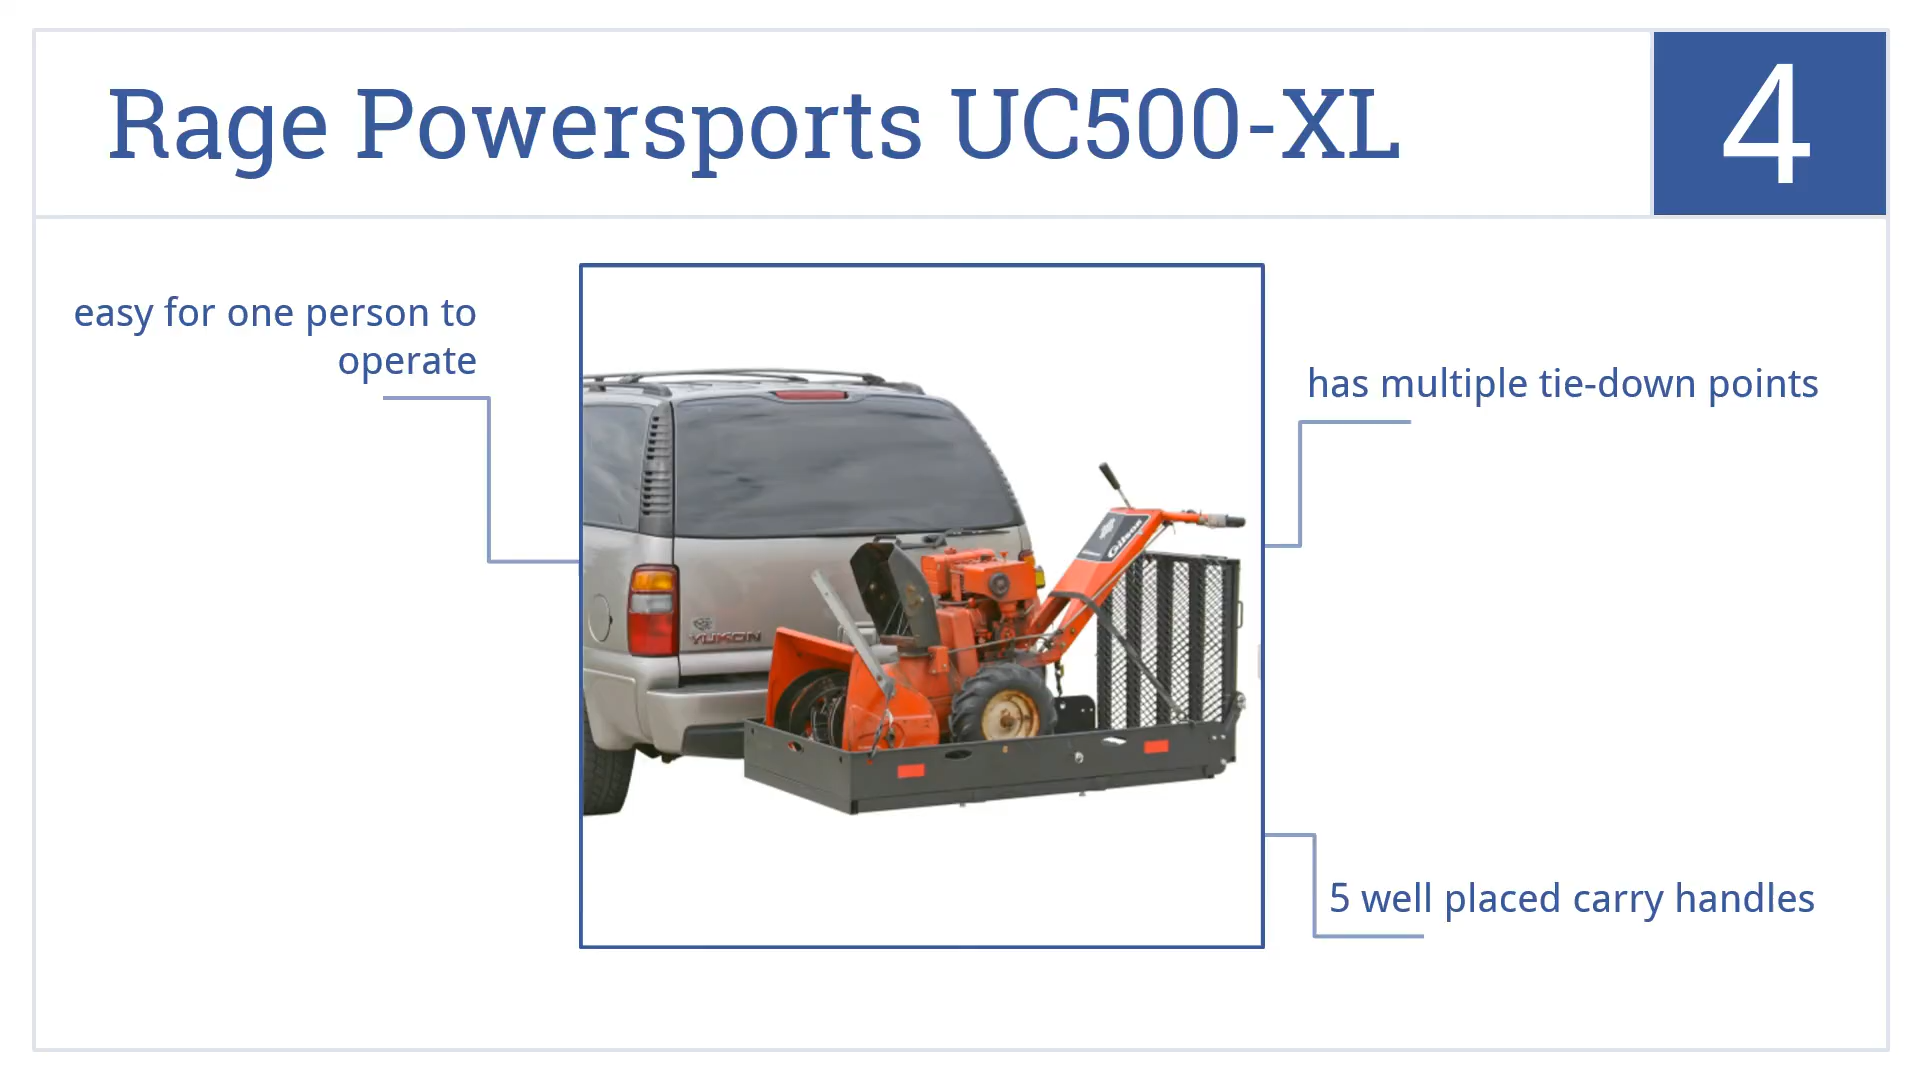 Rage Powersports UC500-XL
4
easy for one person to
operate
has multiple tie-down points
5 well placed carry handles
YUKON
Gilson